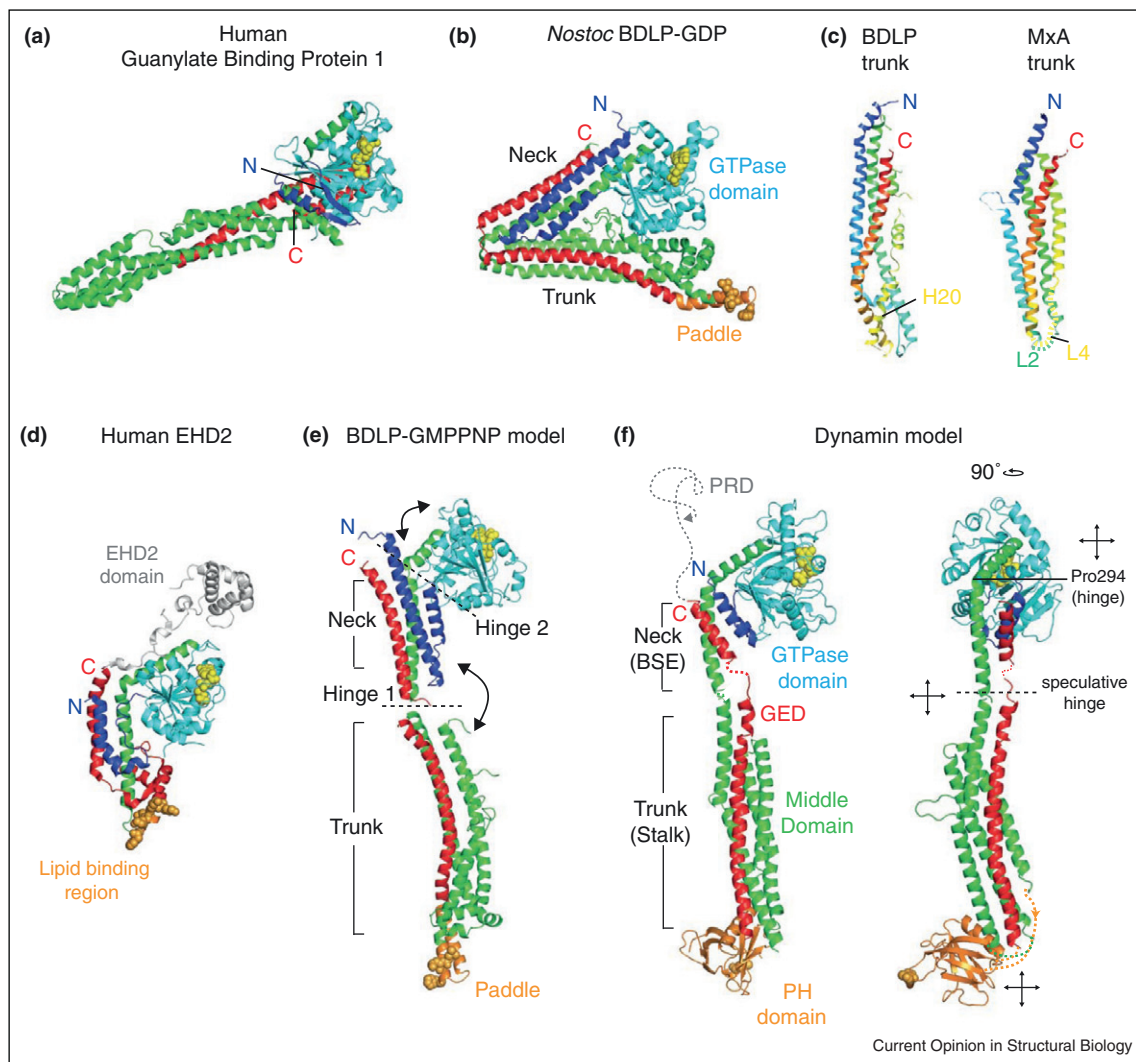 (a)
Human
Guanylate Binding Protein 1
N
C
(b)
Nostoc BDLP-GDP
N
C
Neck
GTPase
domain
Trunk
Paddle
(c)
BDLP
trunk
MxA
trunk
N
N
C
C
H20
L4
L2
(d)
Human EHD2
EHD2
domain
C
N
Lipid binding
region
(e)
BDLP-GMPPNP model
N
C
Neck
Hinge 2
Hinge 1
Trunk
Paddle
(f)
Dynamin model
PRD
90°
N
Pro294
(hinge)
C
Neck
(BSE)
GTPase
domain
speculative
hinge
GED
Trunk
(Stalk)
Middle
Domain
PH
domain
Current Opinion in Structural Biology